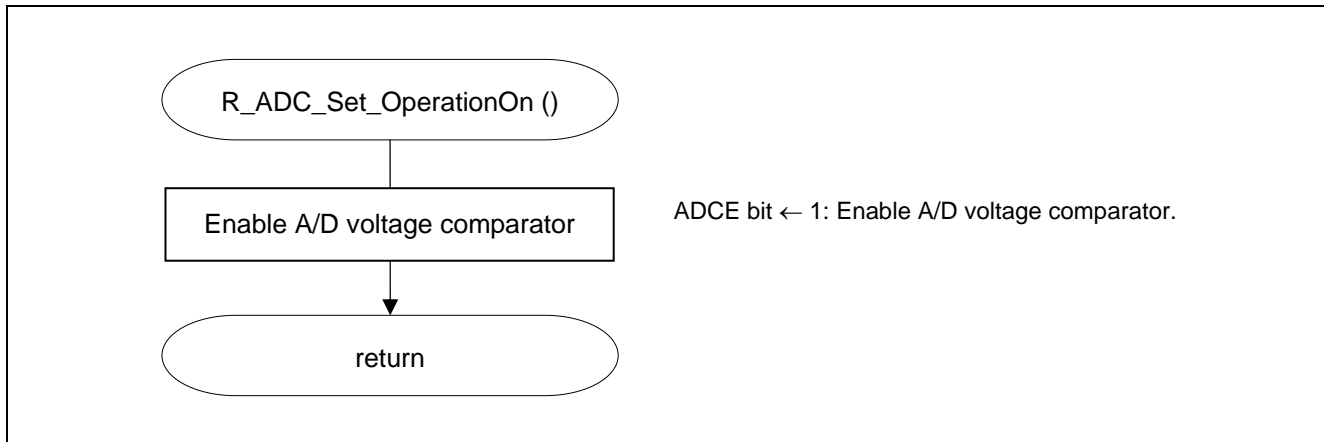 R_ADC_Set_OperationOn ()
Enable A/D voltage comparator
ADCE bit ← 1: Enable A/D voltage comparator.
return